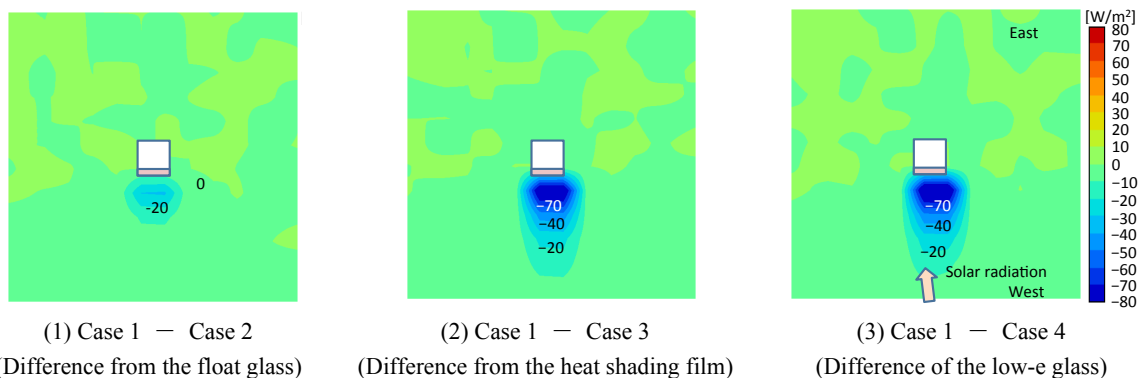 [W/m²]
East
80
70
60
50
40
30
20
10
0
−10
−20
−30
−40
−50
−60
−70
−80
0
-20
−70
−40
−20
−70
−40
−20
Solar radiation
West
(1) Case 1 － Case 2
(Difference from the float glass)
(2) Case 1 － Case 3
(Difference from the heat shading film)
(3) Case 1 － Case 4
(Difference of the low-e glass)